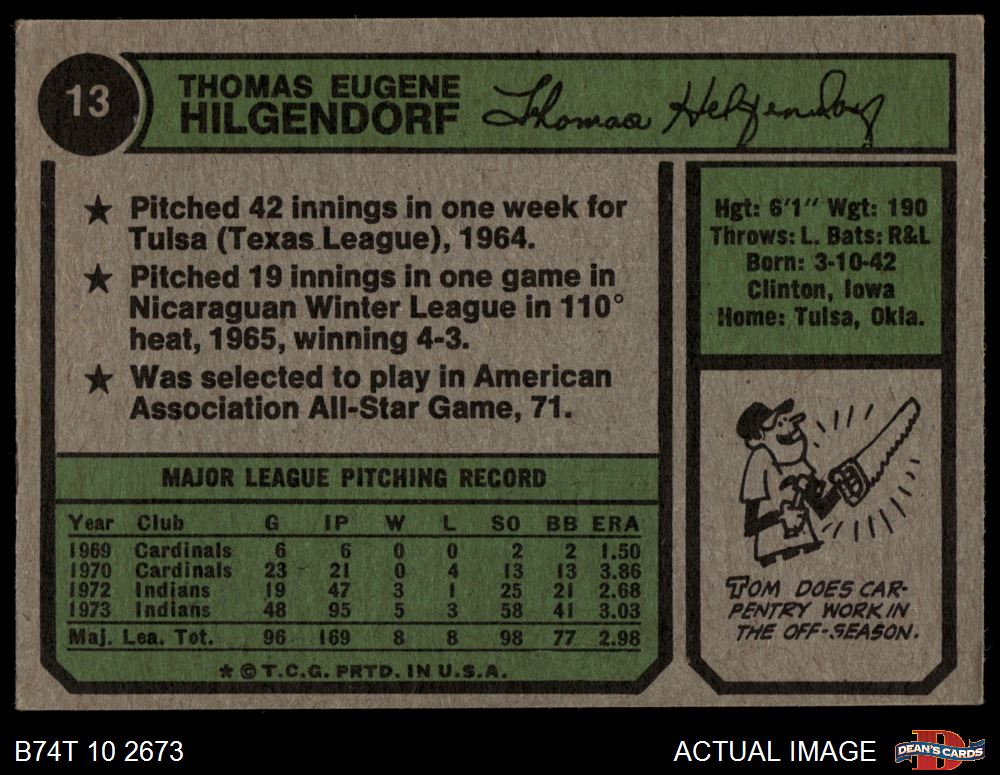 13
THOMAS EUGENE
HILGENDORF
Thomas Hilgendorf
★ Pitched 42 innings in one week for
Tulsa (Texas League), 1964.
★ Pitched 19 innings in one game in
Nicaraguan Winter League in 110°
heat, 1965, winning 4-3.
★ Was selected to play in American
Association All-Star Game, 71.
Hgt: 6'1" Wgt: 190
Throws: L. Bats: R&L
Born: 3-10-42
Clinton, Iowa
Home: Tulsa, Okla.
MAJOR LEAGUE PITCHING RECORD
Year Club G IP W L SO BB ERA
1969 Cardinals 6 6 0 0 2 2 1.50
1970 Cardinals 23 21 0 4 13 13 3.86
1972 Indians 19 47 3 1 25 21 2.68
1973 Indians 48 95 5 3 58 41 3.03
Maj. Lea. Tot. 96 169 8 8 98 77 2.98
* © T.C.G. PRTD. IN U.S.A.
TOM DOES CAR-
PENTRY WORK IN
THE OFF-SEASON.
B74T 10 2673
ACTUAL IMAGE
D
DEAN'S CARDS